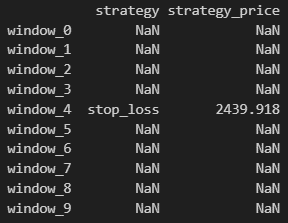 strategy strategy_price
window_0 NaN NaN
window_1 NaN NaN
window_2 NaN NaN
window_3 NaN NaN
window_4 stop_loss 2439.918
window_5 NaN NaN
window_6 NaN NaN
window_7 NaN NaN
window_8 NaN NaN
window_9 NaN NaN